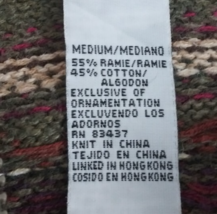 MEDIUM/MEDIANO
55% RAMIE/RAMIE
45% COTTON/
ALGODON
EXCLUSIVE OF
ORNAMENTATION
EXCLUVENDO LOS
ADORNOS
RN 83437
KNIT IN CHINA
TEJIDO EN CHINA
LINKED IN HONGKONG
COSIDO EN HONGKONG